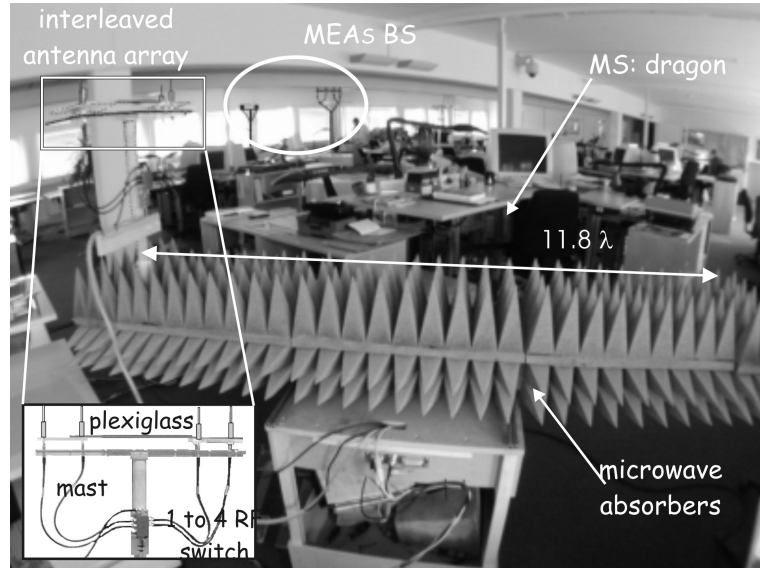 interleaved
antenna array
MEAs BS
MS: dragon
11.8 λ
plexiglass
mast
1 to 4 RF
switch
microwave
absorbers